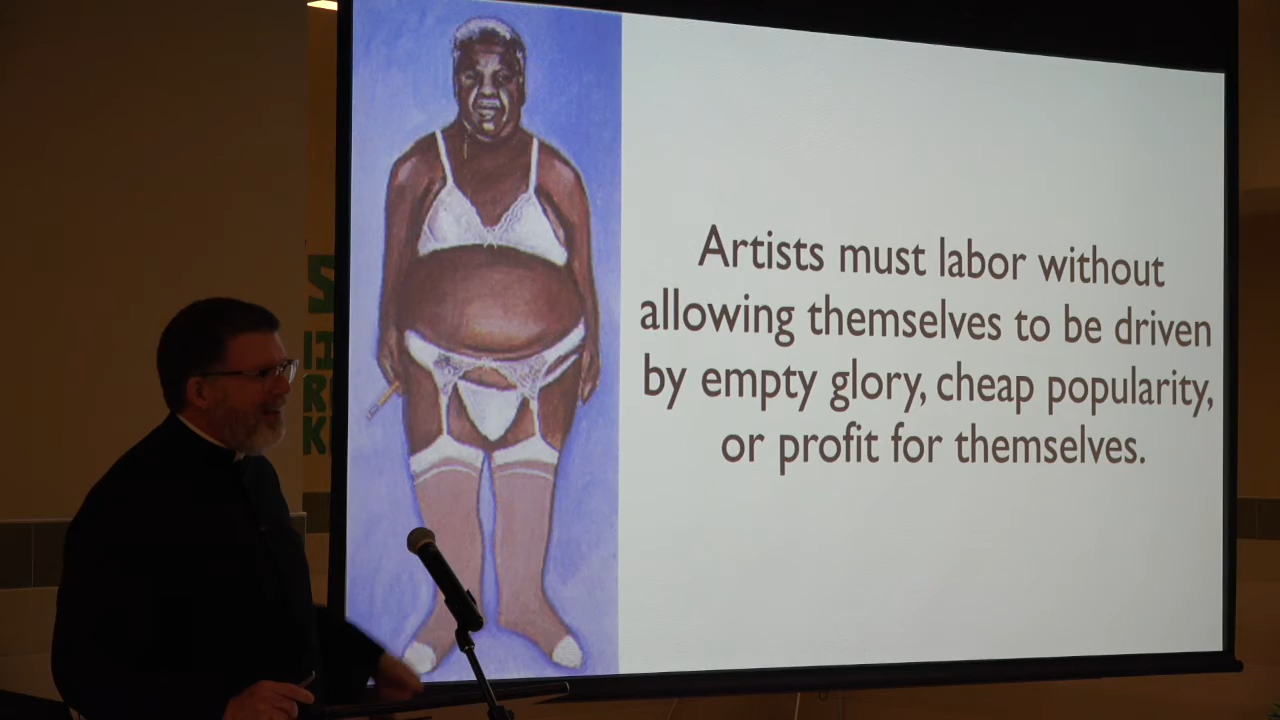 Artists must labor without
allowing themselves to be driven
by empty glory, cheap popularity,
or profit for themselves.